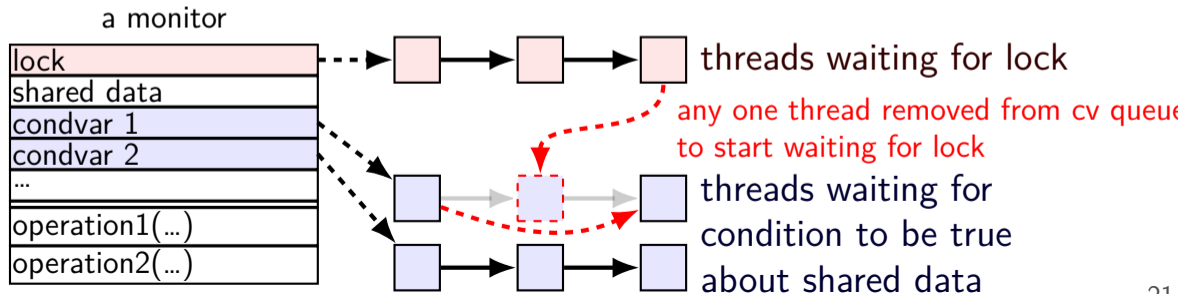 a monitor
lock
shared data
condvar 1
condvar 2
…
operation1(…)
operation2(…)
threads waiting for lock
any one thread removed from cv queue
to start waiting for lock
threads waiting for
condition to be true
about shared data
21